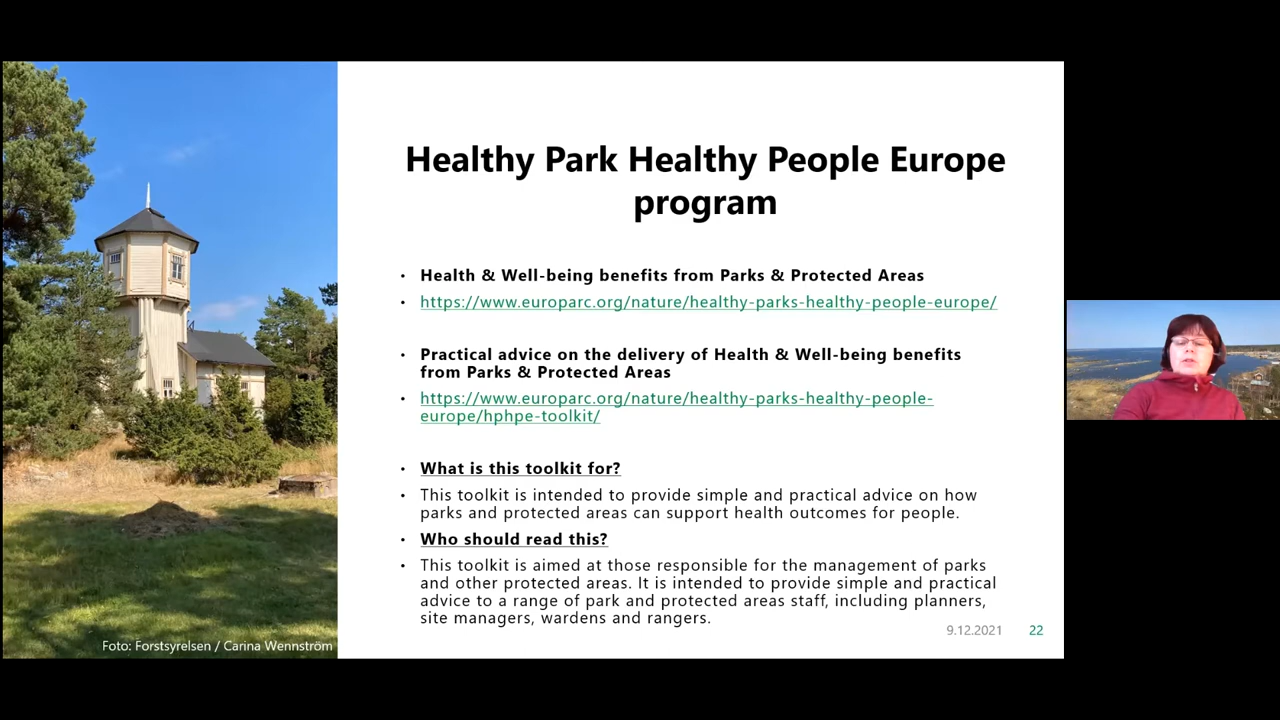 Healthy Park Healthy People Europe
program
• Health & Well-being benefits from Parks & Protected Areas
• https://www.europarc.org/nature/healthy-parks-healthy-people-europe/
• Practical advice on the delivery of Health & Well-being benefits
from Parks & Protected Areas
• https://www.europarc.org/nature/healthy-parks-healthy-people-
europe/hphpe-toolkit/
• What is this toolkit for?
• This toolkit is intended to provide simple and practical advice on how
parks and protected areas can support health outcomes for people.
• Who should read this?
• This toolkit is aimed at those responsible for the management of parks
and other protected areas. It is intended to provide simple and practical
advice to a range of park and protected areas staff, including planners,
site managers, wardens and rangers.
9.12.2021 22
Foto: Forstsyrelsen / Carina Wennström